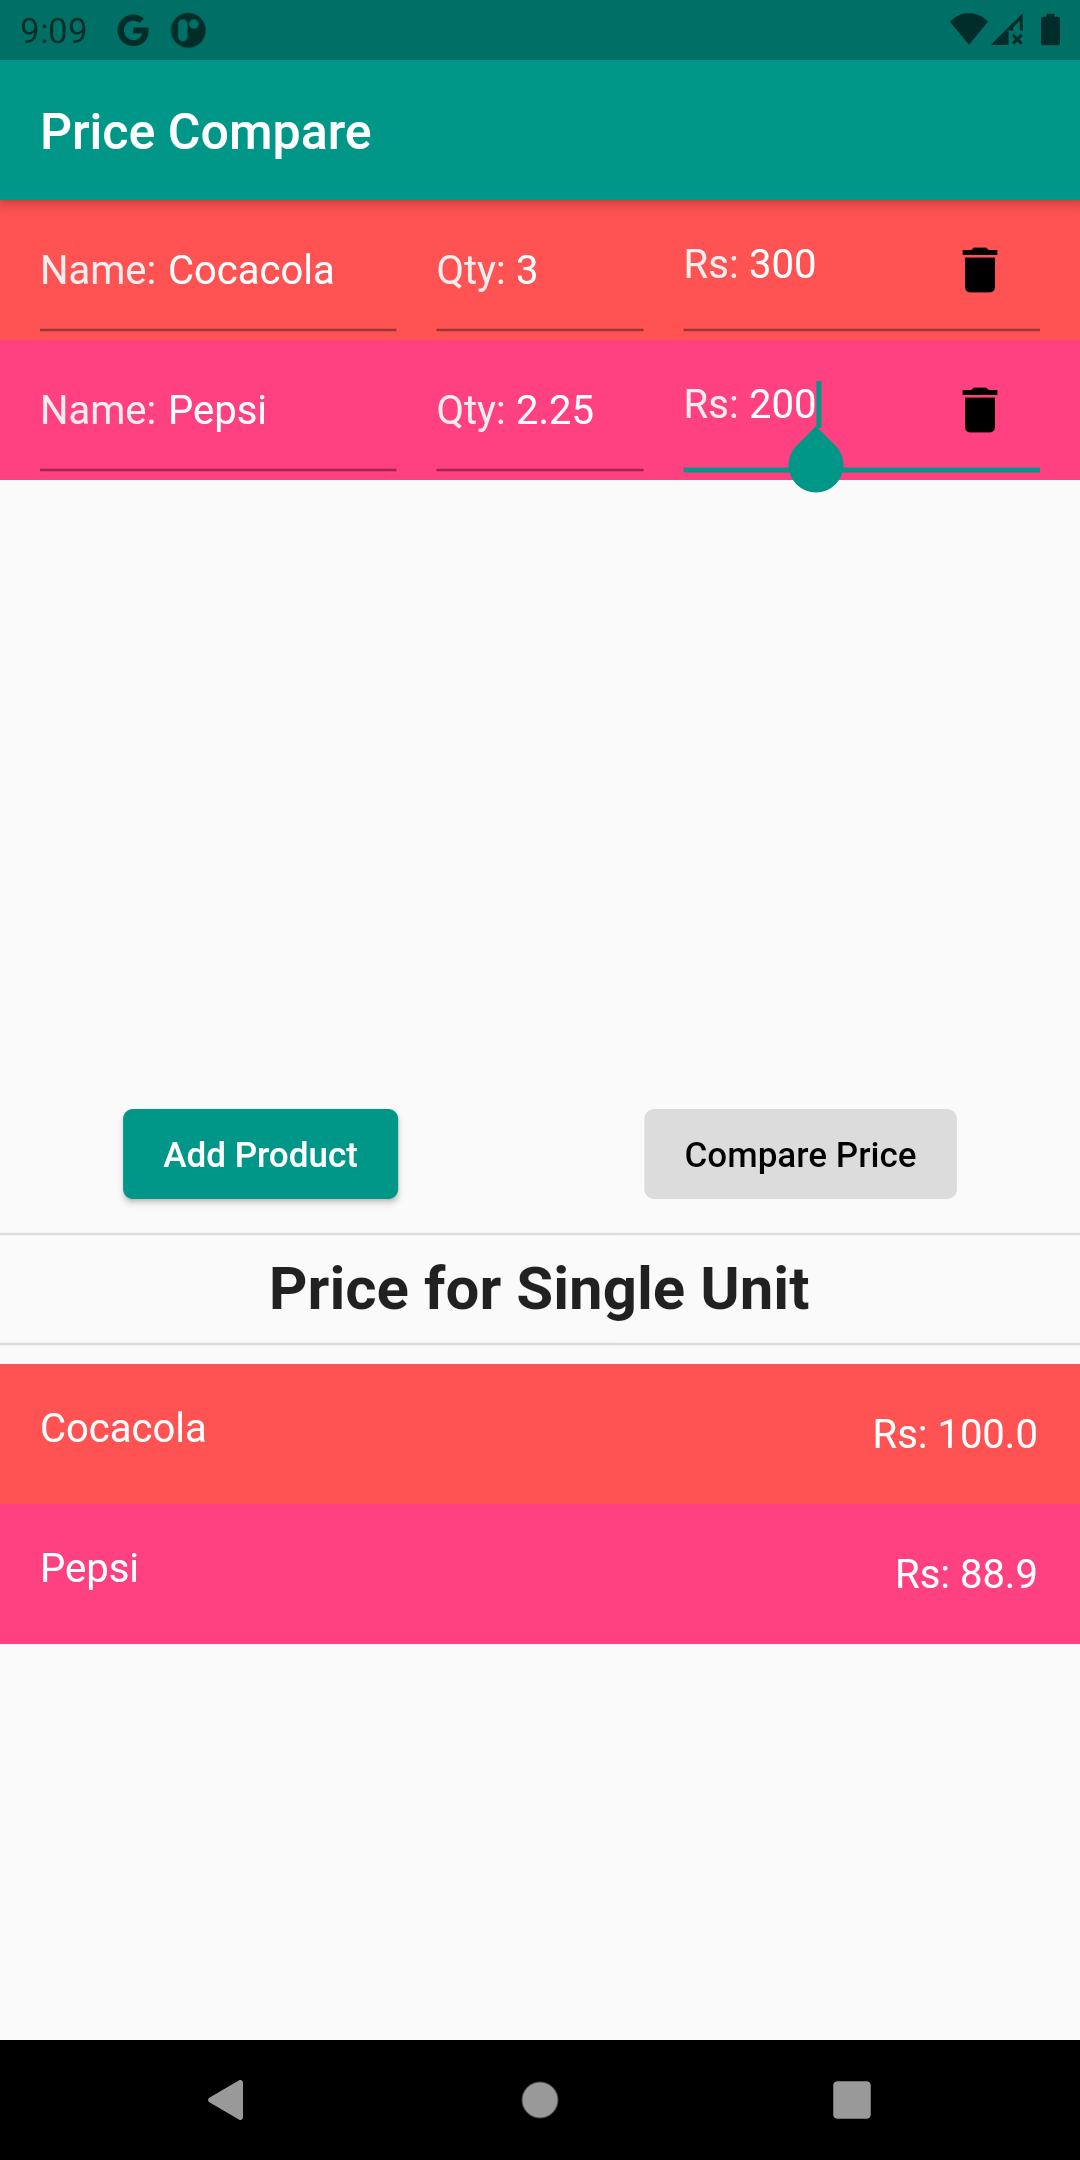 9:09
Price Compare
Name: Cocacola Qty: 3 Rs: 300
Name: Pepsi Qty: 2.25 Rs: 200
Add Product Compare Price
Price for Single Unit
Cocacola Rs: 100.0
Pepsi Rs: 88.9